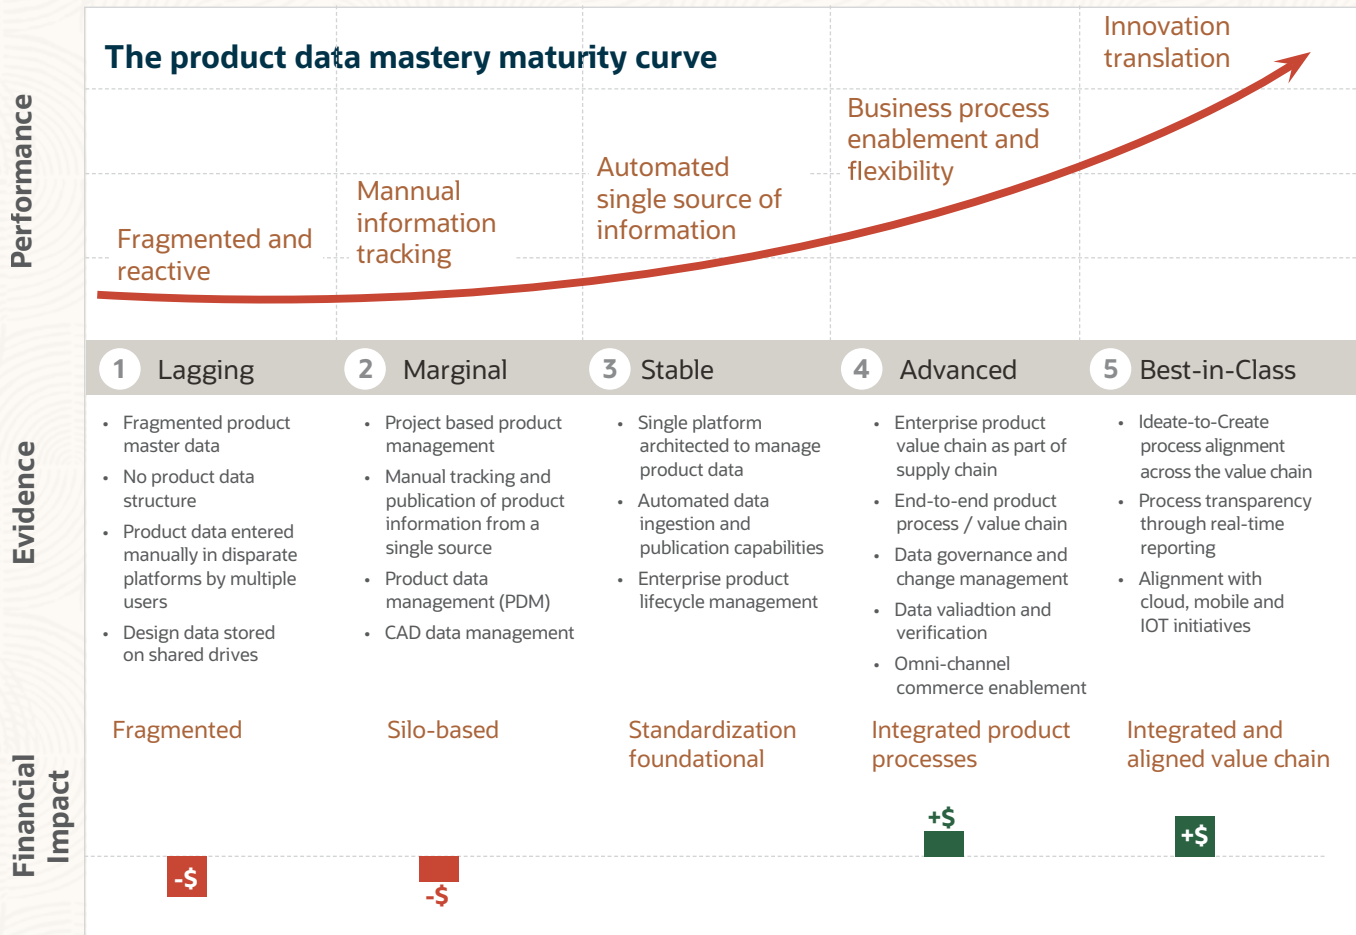 The product data mastery maturity curve
Performance
Fragmented and
reactive
Mannual
information
tracking
Automated
single source of
information
Business process
enablement and
flexibility
Innovation
translation
1 Lagging
2 Marginal
3 Stable
4 Advanced
5 Best-in-Class
Evidence
• Fragmented product
master data
• No product data
structure
• Product data entered
manually in disparate
platforms by multiple
users
• Design data stored
on shared drives
• Project based product
management
• Manual tracking and
publication of product
information from a
single source
• Product data
management (PDM)
• CAD data management
• Single platform
architected to manage
product data
• Automated data
ingestion and
publication capabilities
• Enterprise product
lifecycle management
• Enterprise product
value chain as part of
supply chain
• End-to-end product
process / value chain
• Data governance and
change management
• Data valiadtion and
verification
• Omni-channel
commerce enablement
• Ideate-to-Create
process alignment
across the value chain
• Process transparency
through real-time
reporting
• Alignment with
cloud, mobile and
IOT initiatives
Financial
Impact
Fragmented
Silo-based
Standardization
foundational
Integrated product
processes
Integrated and
aligned value chain
-$
-$
+$
+$